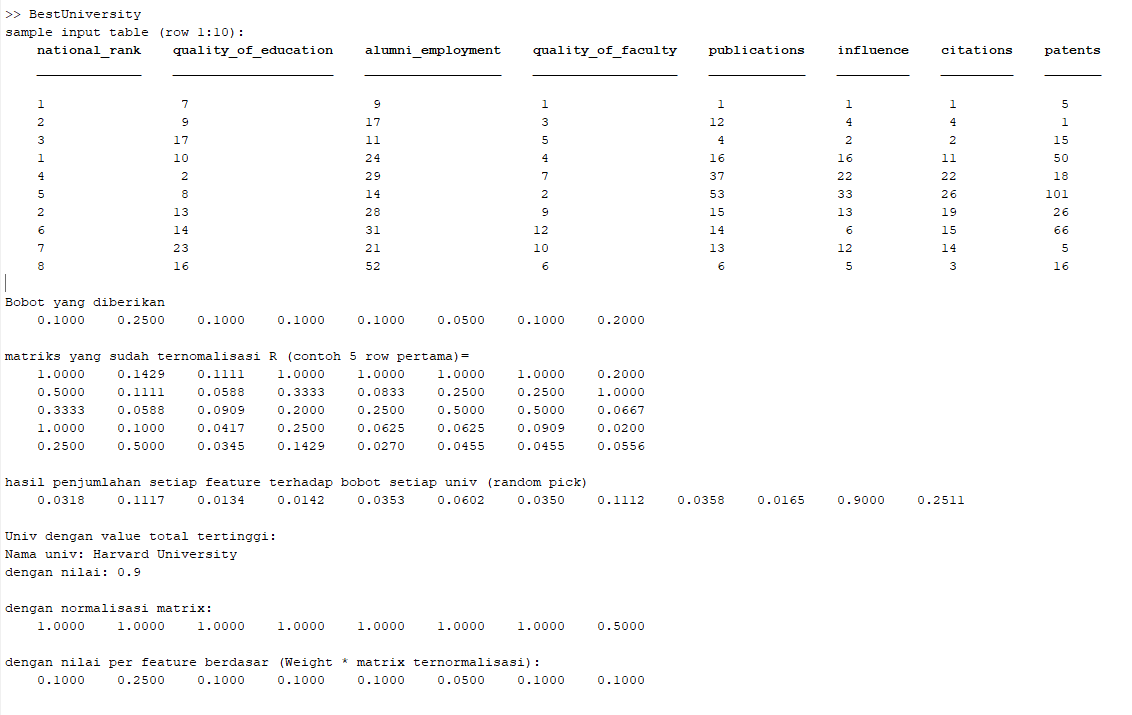 >> BestUniversity
sample input table (row 1:10):
national_rank quality_of_education alumni_employment quality_of_faculty publications influence citations patents
1 7 9 1 1 1 1 5
2 9 17 3 12 4 4 1
3 17 11 5 4 2 2 15
1 10 24 4 16 16 11 50
4 2 29 7 37 22 22 18
5 8 14 2 53 33 26 101
2 13 28 9 15 13 19 26
6 14 31 12 14 6 15 66
7 23 21 10 13 12 14 5
8 16 52 6 6 5 3 16
Bobot yang diberikan
0.1000 0.2500 0.1000 0.1000 0.1000 0.0500 0.1000 0.2000
matriks yang sudah ternomalisasi R (contoh 5 row pertama)=
1.0000 0.1429 0.1111 1.0000 1.0000 1.0000 1.0000 0.2000
0.5000 0.1111 0.0588 0.3333 0.0833 0.2500 0.2500 1.0000
0.3333 0.0588 0.0909 0.2000 0.2500 0.5000 0.5000 0.0667
1.0000 0.1000 0.0417 0.2500 0.0625 0.0625 0.0909 0.0200
0.2500 0.5000 0.0345 0.1429 0.0270 0.0455 0.0455 0.0556
hasil penjumlahan setiap feature terhadap bobot setiap univ (random pick)
0.0318 0.1117 0.0134 0.0142 0.0353 0.0602 0.0350 0.1112 0.0358 0.0165 0.9000 0.2511
Univ dengan value total tertinggi:
Nama univ: Harvard University
dengan nilai: 0.9
dengan normalisasi matrix:
1.0000 1.0000 1.0000 1.0000 1.0000 1.0000 1.0000 0.5000
dengan nilai per feature berdasar (Weight * matrix ternormalisasi):
0.1000 0.2500 0.1000 0.1000 0.1000 0.0500 0.1000 0.1000